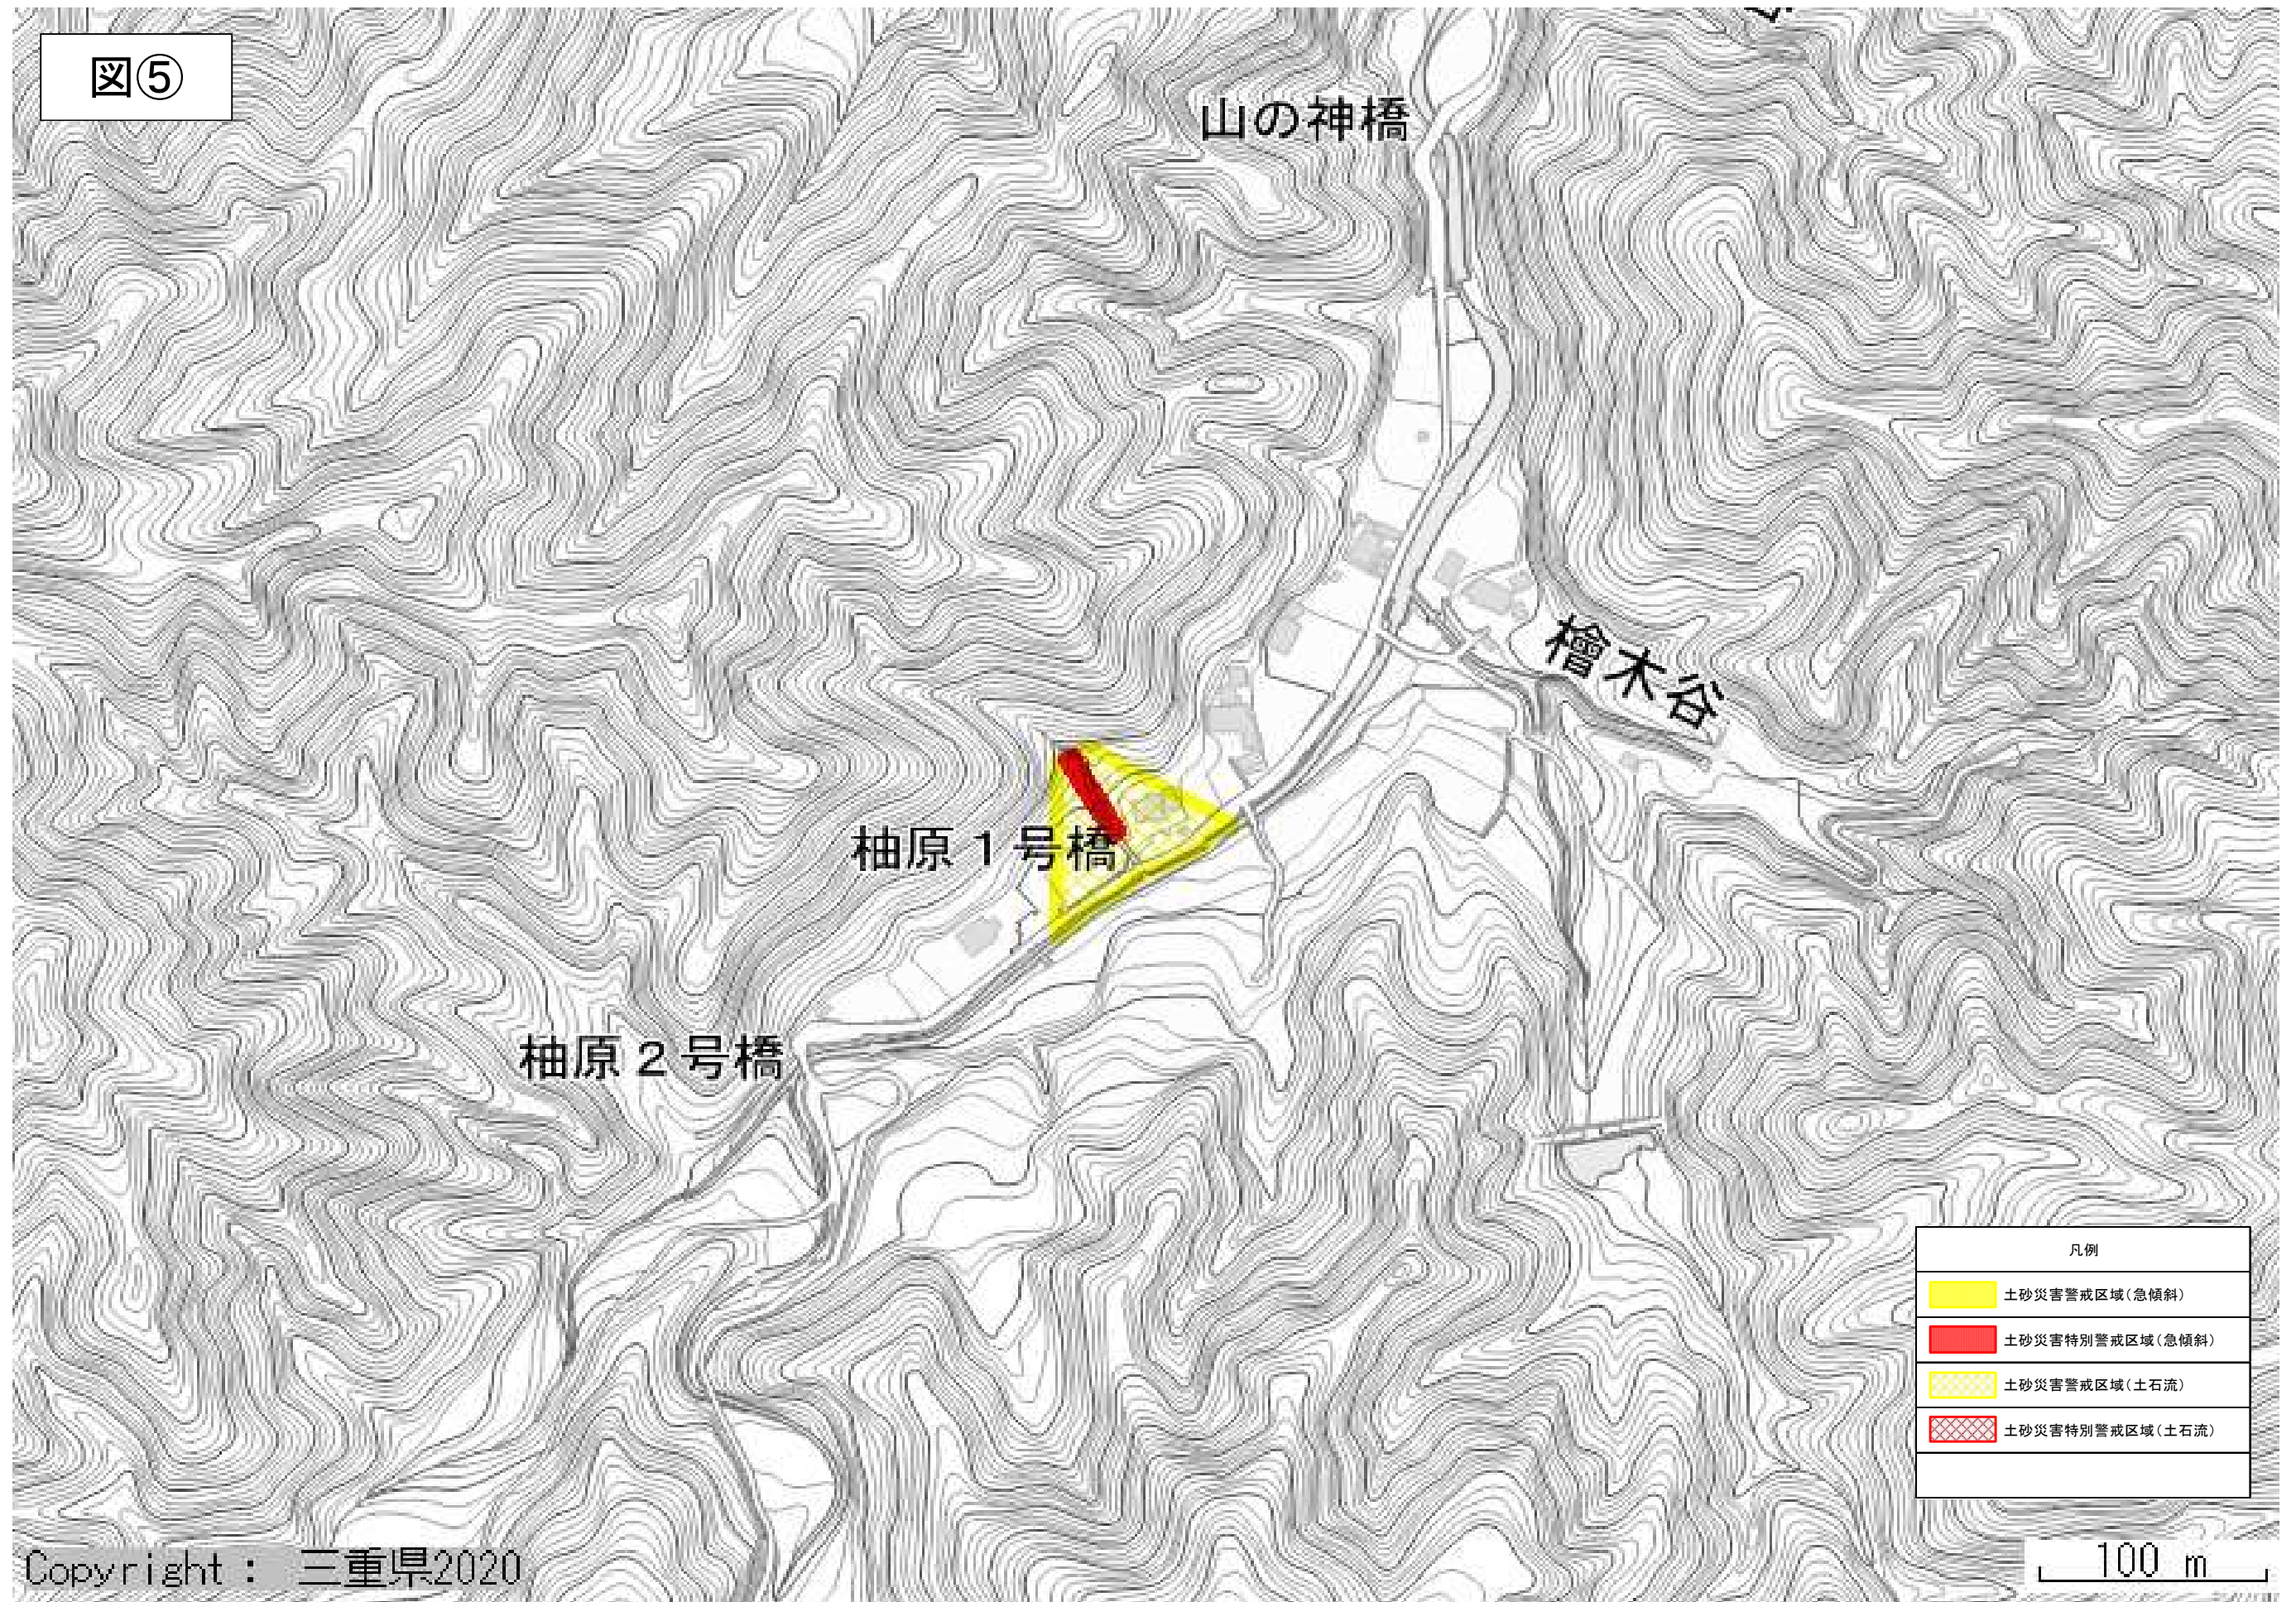 図⑤
山の神橋
檜木谷
柚原１号橋
柚原２号橋
凡例
土砂災害警戒区域（急傾斜）
土砂災害特別警戒区域（急傾斜）
土砂災害警戒区域（土石流）
土砂災害特別警戒区域（土石流）
Copyright： 三重県2020
100 m